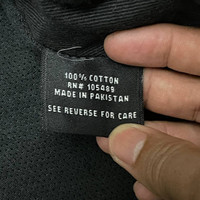 100% COTTON
RN# 105489
MADE IN PAKISTAN
SEE REVERSE FOR CARE